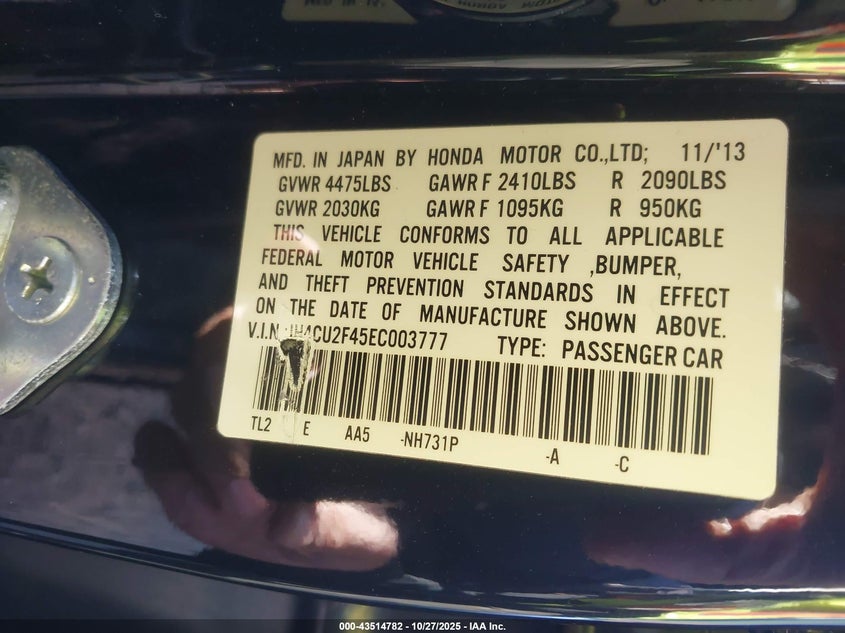 MFD. IN JAPAN BY HONDA MOTOR CO.,LTD; 11/'13
GVWR 4475LBS GAWR F 2410LBS R 2090LBS
GVWR 2030KG GAWR F 1095KG R 950KG
THIS VEHICLE CONFORMS TO ALL APPLICABLE
FEDERAL MOTOR VEHICLE SAFETY ,BUMPER,
AND THEFT PREVENTION STANDARDS IN EFFECT
ON THE DATE OF MANUFACTURE SHOWN ABOVE.
V.I.N. JH4CU2F45EC003777 TYPE: PASSENGER CAR
TL2 E AA5 -NH731P -A -C
000-43514782 - 10/27/2025 - IAA Inc.